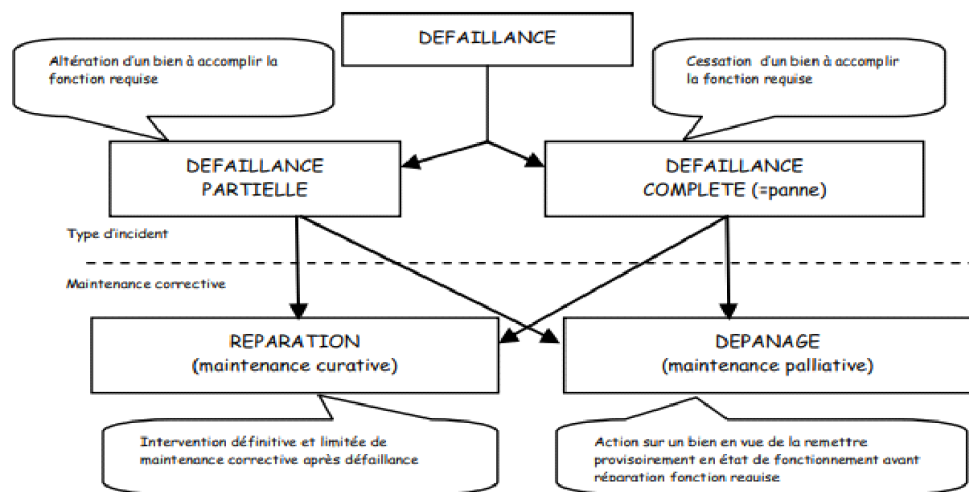 DEFAILLANCE
Altération d'un bien à accomplir la
fonction requise
Cessation d'un bien à accomplir
la fonction requise
DEFAILLANCE
PARTIELLE
DEFAILLANCE
COMPLETE (=panne)
Type d'incident
Maintenance corrective
REPARATION
(maintenance curative)
DEPANAGE
(maintenance palliative)
Intervention définitive et limitée de
maintenance corrective après défaillance
Action sur un bien en vue de la remettre
provisoirement en état de fonctionnement avant
réparation fonction requise